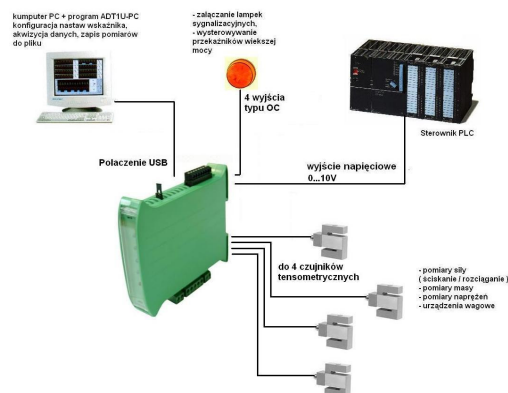 kumputer PC + program ADT1U-PC
konfiguracja nastaw wskaźnika,
akwizycja danych, zapis pomiarów
do pliku
- załączanie lampek
sygnalizacyjnych,
- wysterowywanie
przekaźników wiekszej
mocy
4 wyjścia
typu OC
Sterownik PLC
Połaczenie USB
wyjście napięciowe
0...10V
do 4 czujników
tensometrycznych
- pomiary siły
( ściskanie / rozciąganie )
- pomiary masy
- pomiary naprężeń
- urządzenia wagowe